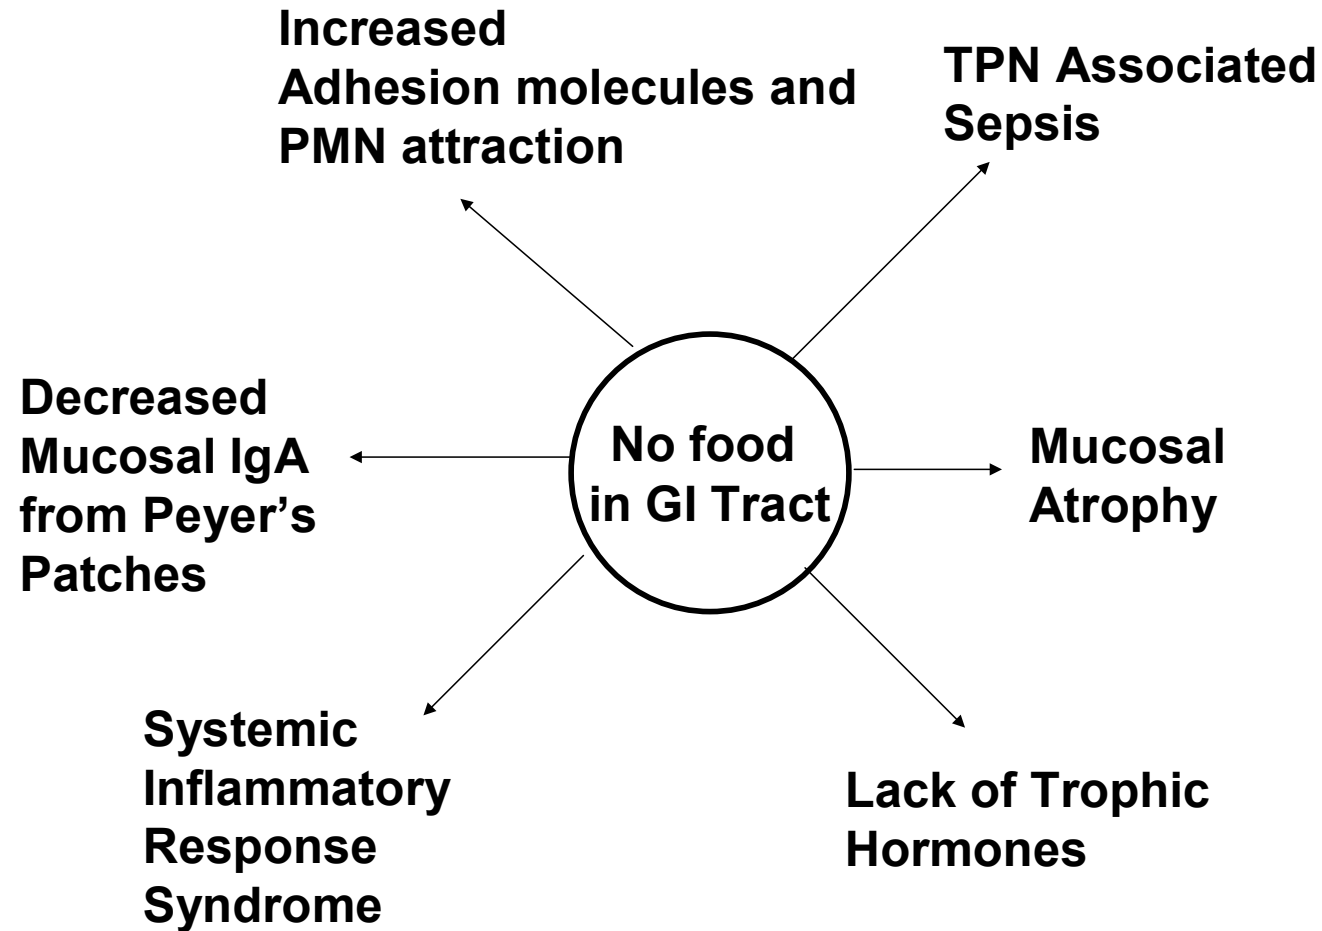 Increased
Adhesion molecules and
PMN attraction
TPN Associated
Sepsis
Decreased
Mucosal IgA
from Peyer’s
Patches
No food
in GI Tract
Mucosal
Atrophy
Systemic
Inflammatory
Response
Syndrome
Lack of Trophic
Hormones